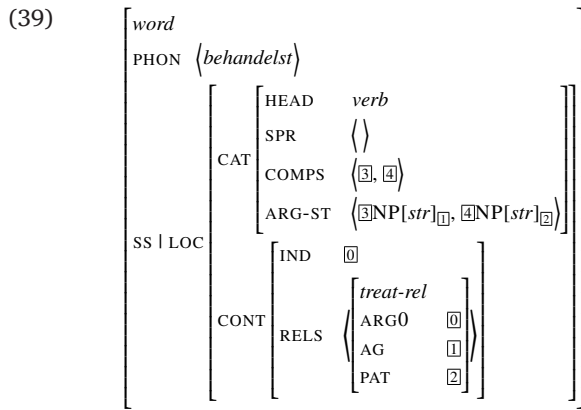 (39)
word
PHON ⟨behandelst⟩
HEAD verb
SPR ⟨⟩
CAT
COMPS ⟨3, 4⟩
ARG-ST ⟨3NP[str]1, 4NP[str]2⟩
SS | LOC
IND 0
treat-rel
ARG0 0
CONT RELS
AG 1
PAT 2